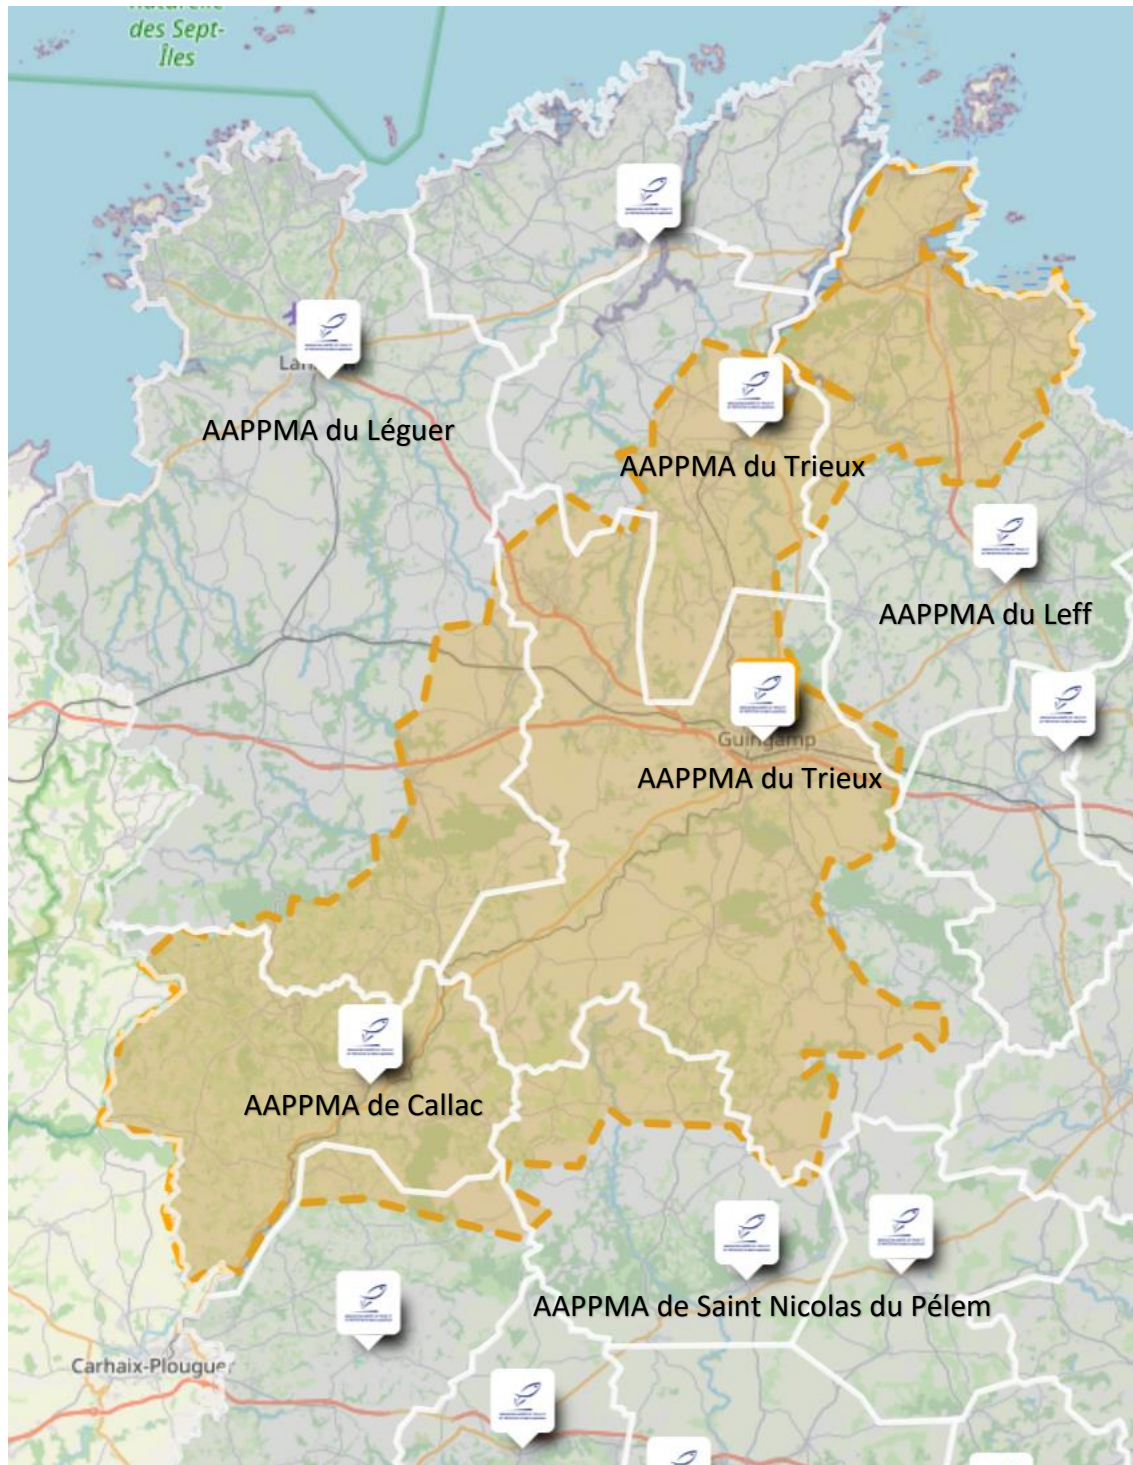 des Sept-
Îles
AAPPMA du Léguer
AAPPMA du Trieux
AAPPMA du Leff
Guingamp
AAPPMA du Trieux
AAPPMA de Callac
AAPPMA de Saint Nicolas du Pélem
Carhaix-Plouguer